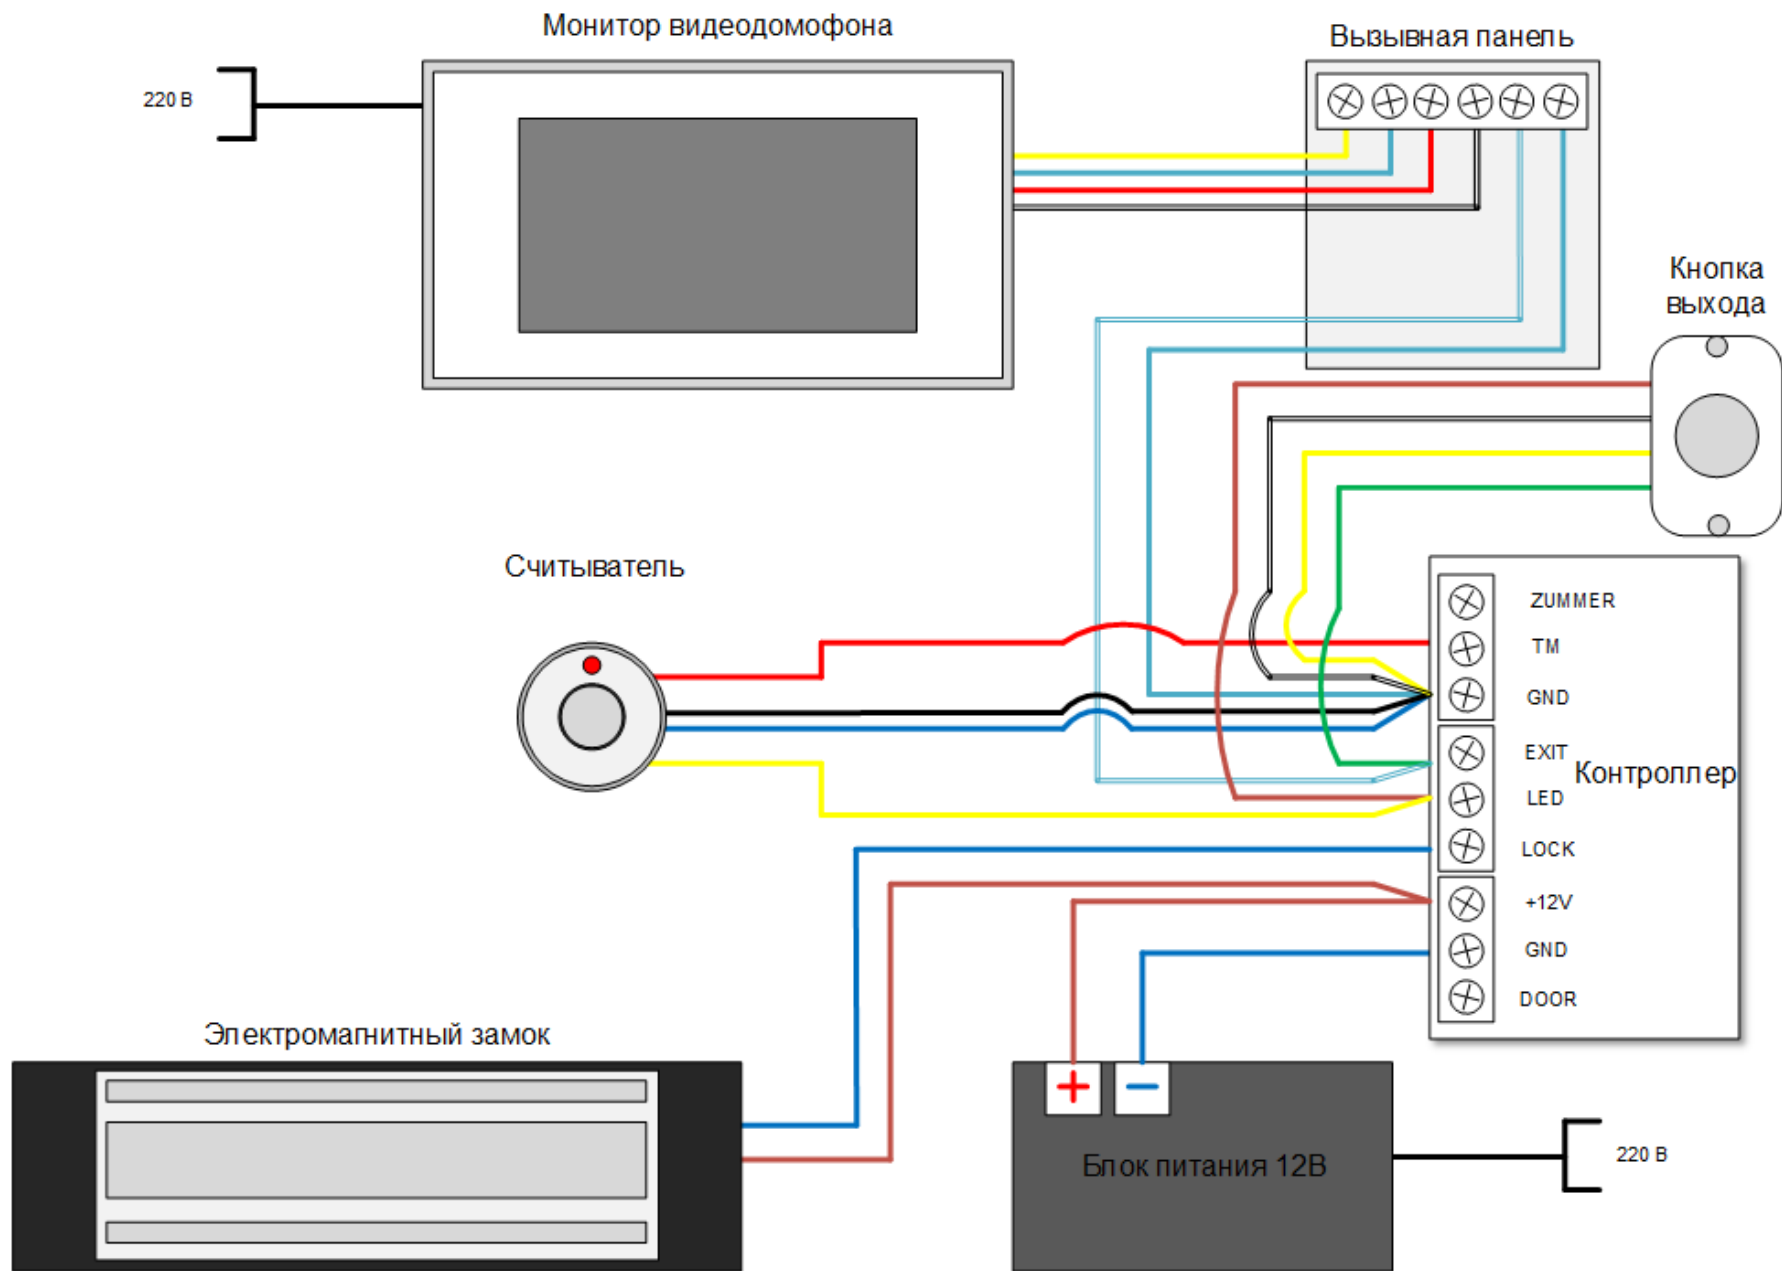 Монитор видеодомофона
Вызывная панель
220 В
Кнопка
выхода
Считыватель
ZUMMER
TM
GND
EXIT
Контроллер
LED
LOCK
+12V
GND
DOOR
Электромагнитный замок
+
−
Блок питания 12В
220 В